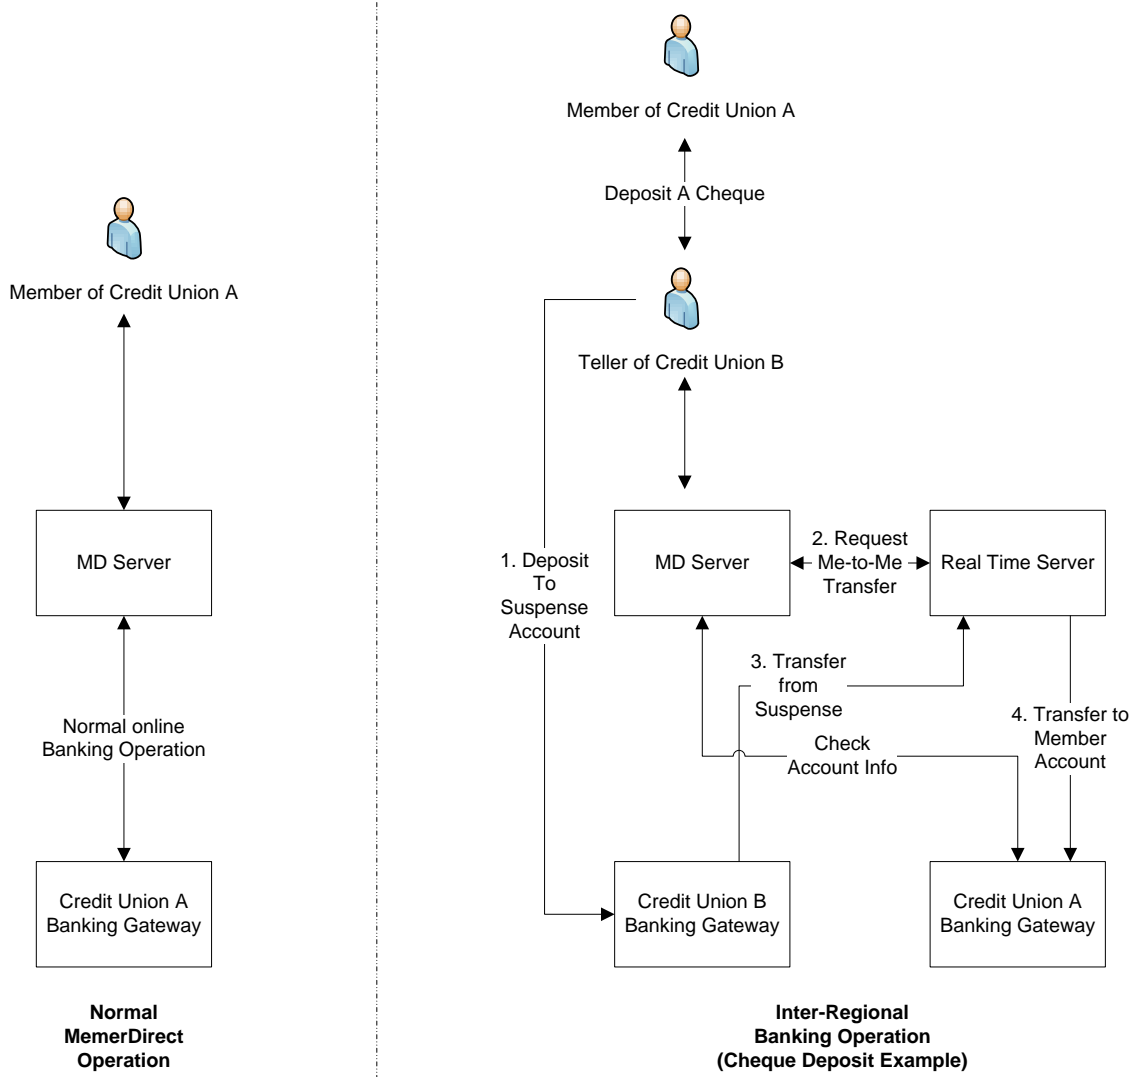 Member of Credit Union A
MD Server
Normal online
Banking Operation
Credit Union A
Banking Gateway
Normal
MemerDirect
Operation
Member of Credit Union A
Deposit A Cheque
Teller of Credit Union B
1. Deposit
To
Suspense
Account
MD Server
2. Request
Me-to-Me
Transfer
Real Time Server
3. Transfer
from
Suspense
Check
Account Info
4. Transfer to
Member
Account
Credit Union B
Banking Gateway
Credit Union A
Banking Gateway
Inter-Regional
Banking Operation
(Cheque Deposit Example)